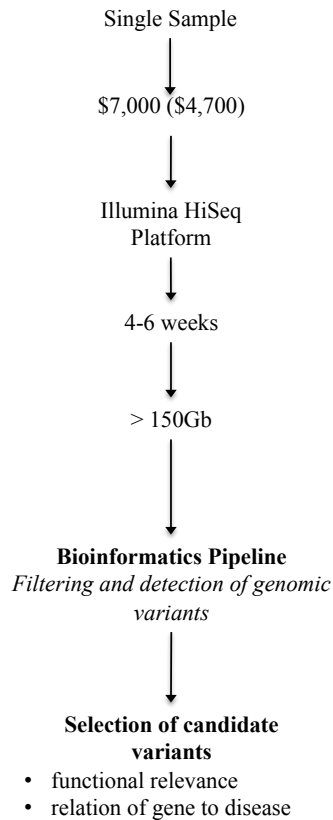 Single Sample
$7,000 ($4,700)
Illumina HiSeq
Platform
4-6 weeks
> 150Gb
Bioinformatics Pipeline
Filtering and detection of genomic
variants
Selection of candidate
variants
• functional relevance
• relation of gene to disease